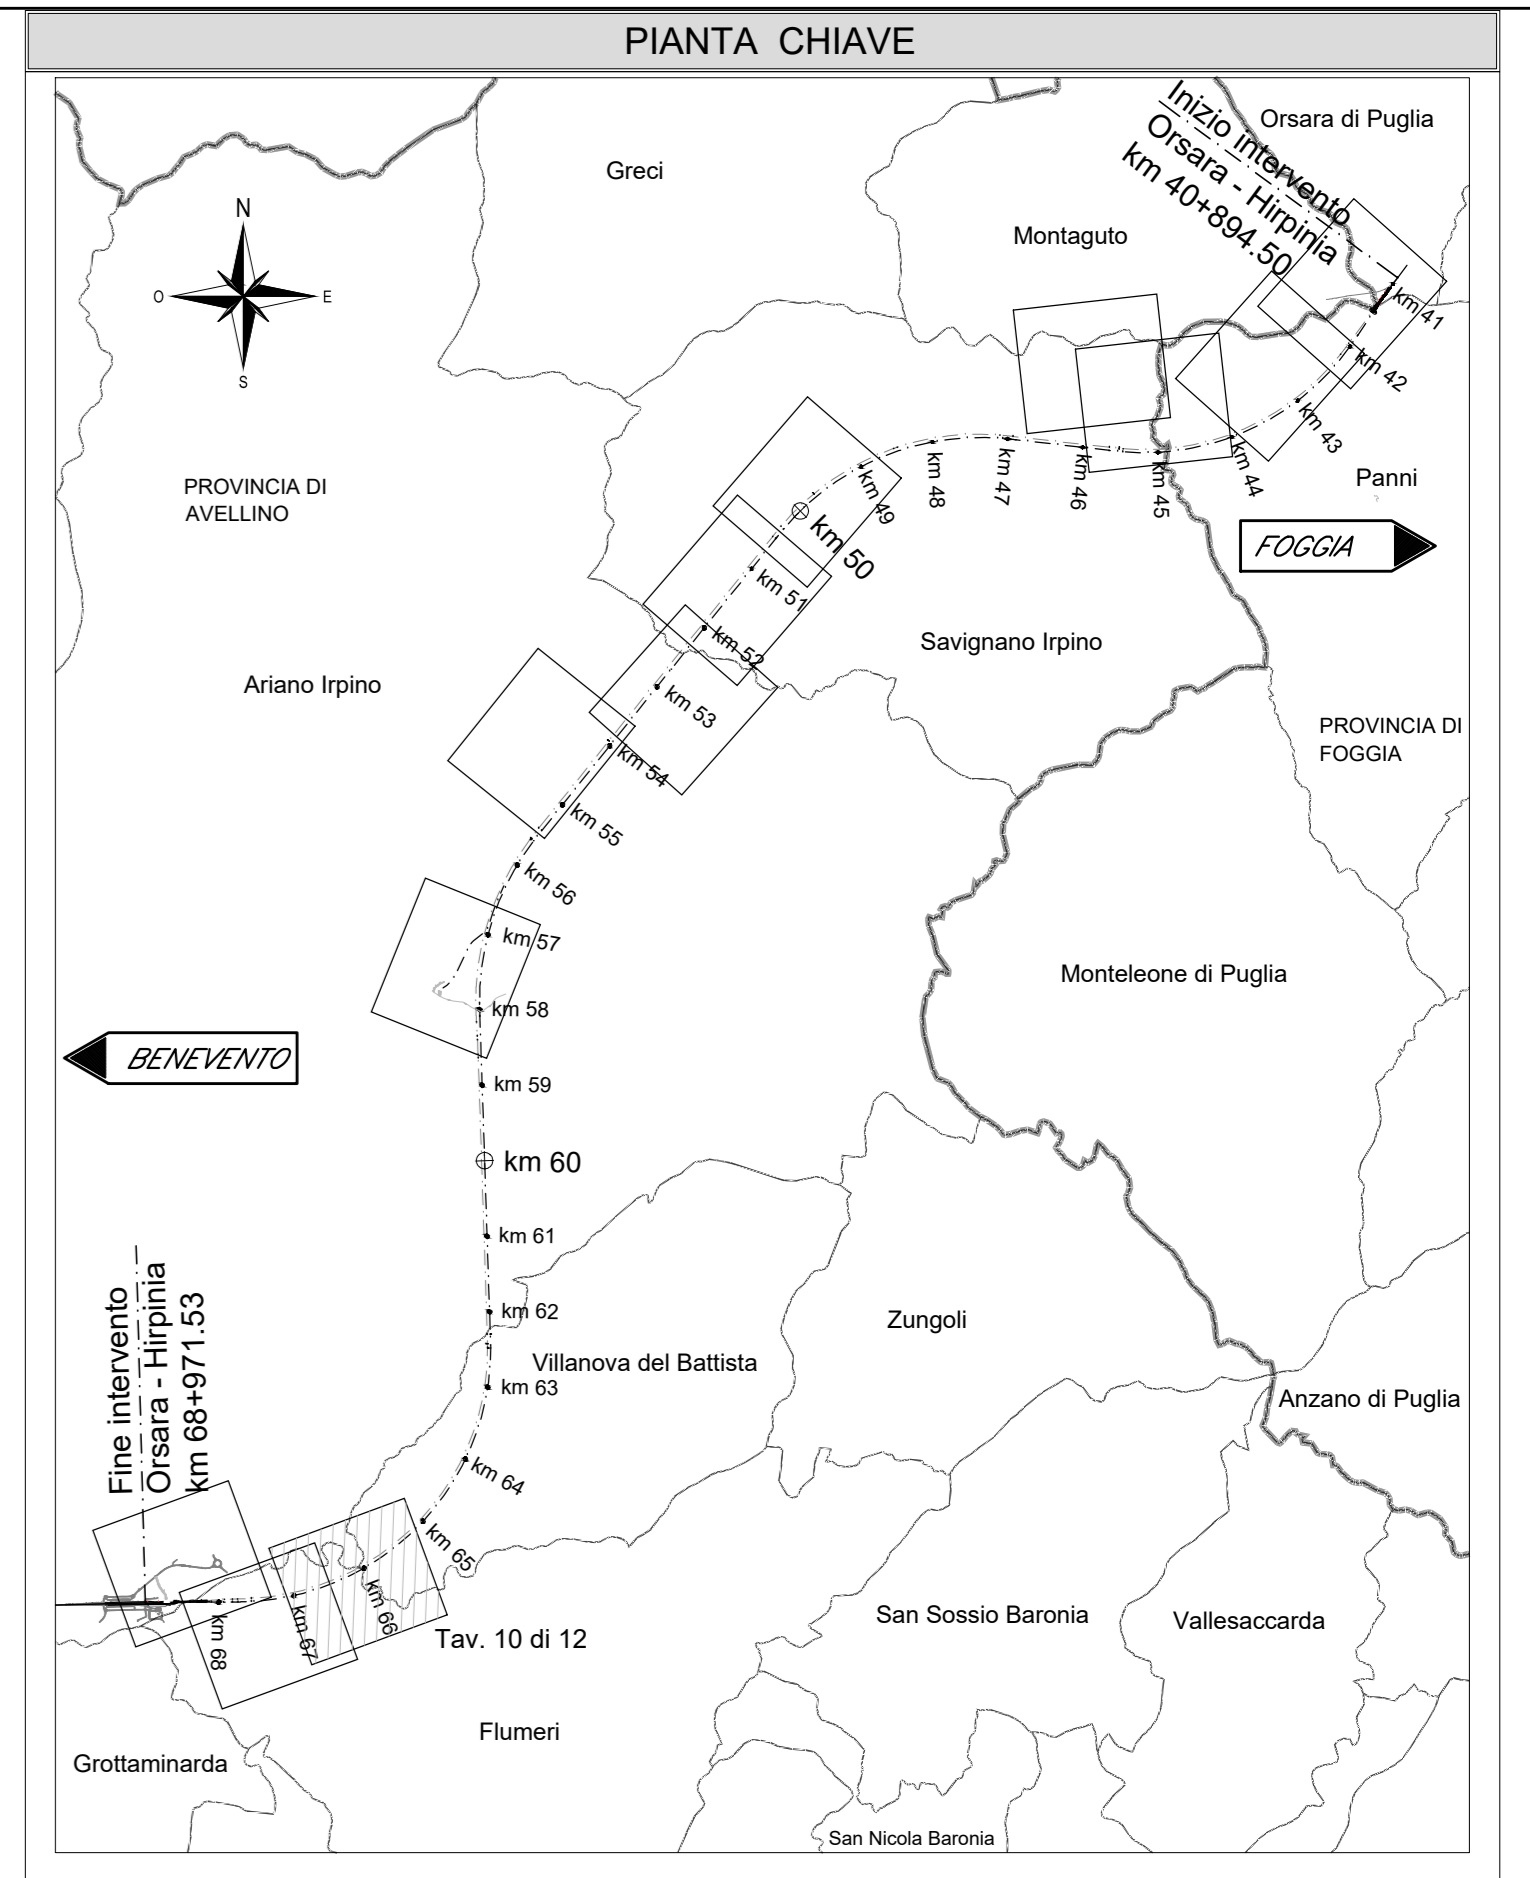 PIANTA CHIAVE
Inizio intervento
Orsara - Hirpinia
km 40+894.50
Orsara di Puglia
Greci
Montaguto
N
O
E
S
km 41
km 42
km 43
km 44
km 45
km 46
km 47
km 48
km 49
km 50
Panni
PROVINCIA DI
AVELLINO
FOGGIA
km 51
km 52
Savignano Irpino
Ariano Irpino
km 53
PROVINCIA DI
FOGGIA
km 54
km 55
km 56
km 57
Monteleone di Puglia
km 58
BENEVENTO
km 59
km 60
km 61
km 62
Zungoli
Villanova del Battista
km 63
Anzano di Puglia
Fine intervento
Orsara - Hirpinia
km 68+971.53
km 64
km 65
km 66
km 67
km 68
Tav. 10 di 12
San Sossio Baronia
Vallesaccarda
Flumeri
Grottaminarda
San Nicola Baronia